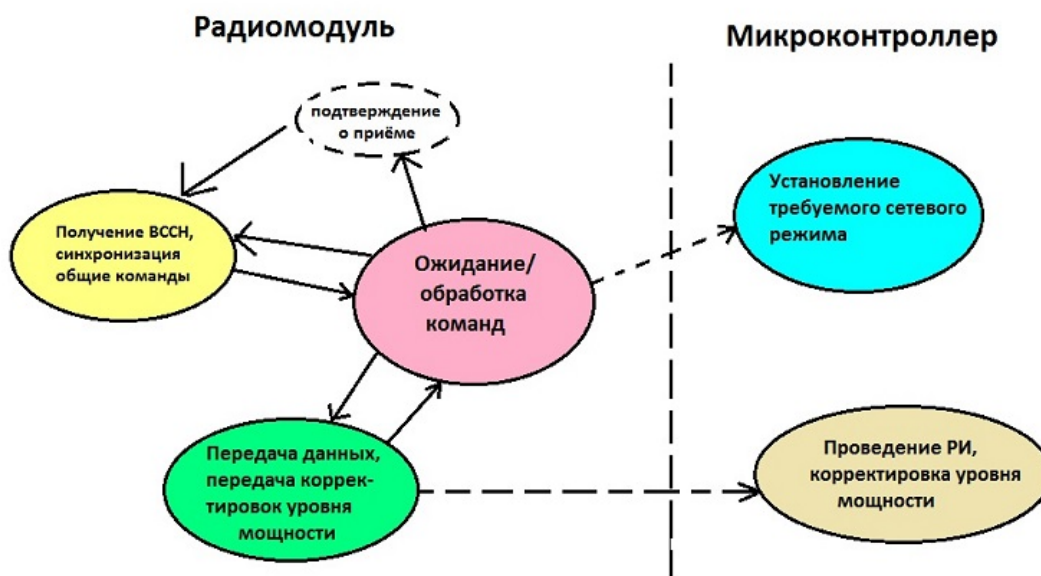 Радиомодуль
Микроконтроллер
подтверждение
о приёме
Получение ВССН,
синхронизация
общие команды
Ожидание/
обработка
команд
Установление
требуемого сетевого
режима
Передача данных,
передача коррек-
тировок уровня
мощности
Проведение РИ,
корректировка уровня
мощности